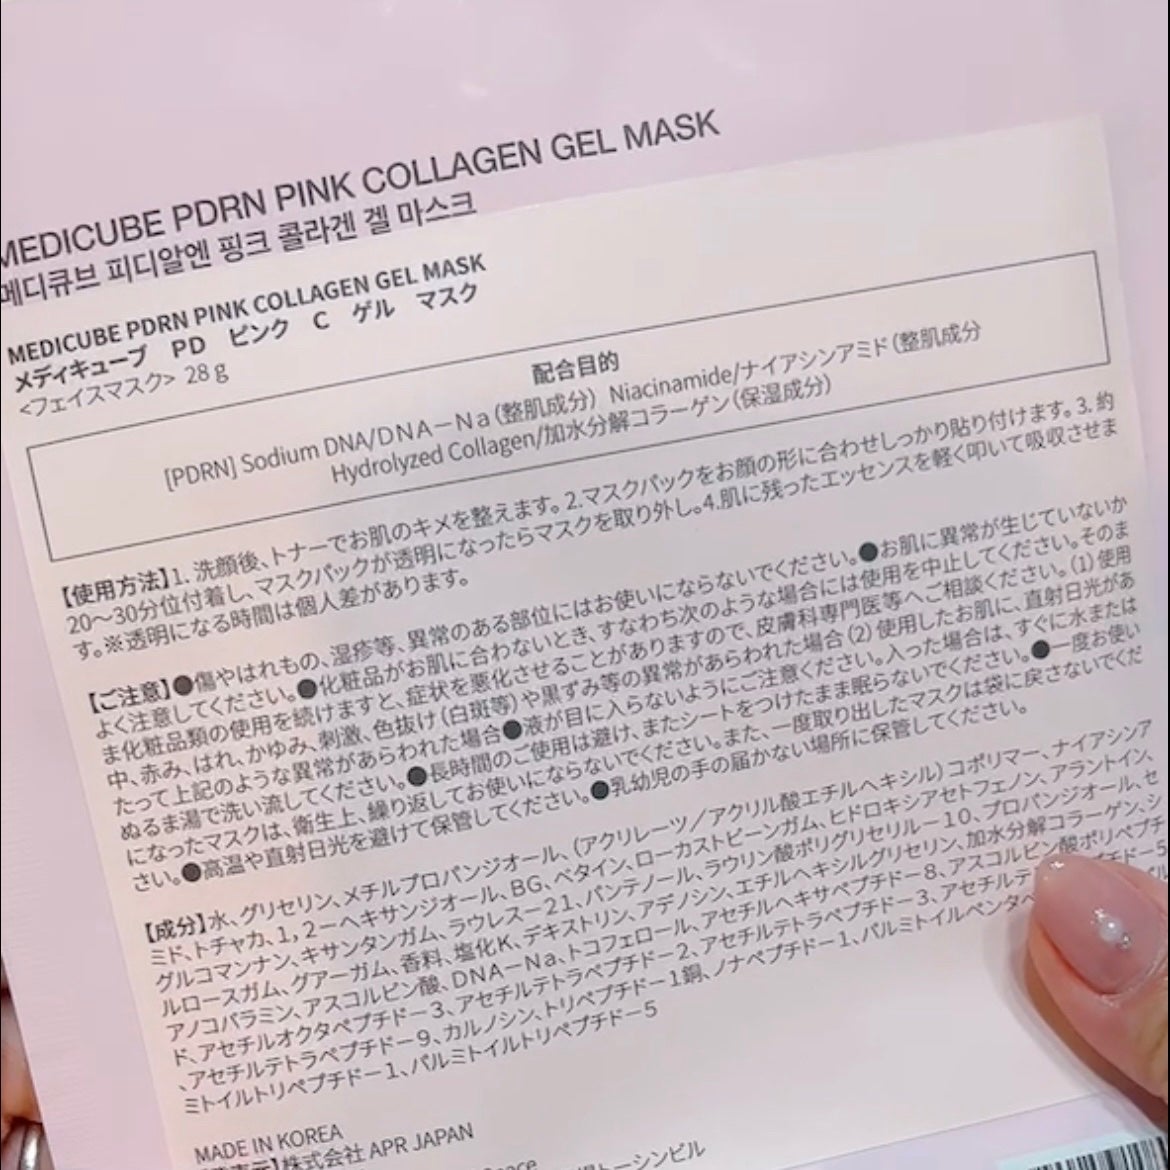 MEDICUBE PDRN PINK COLLAGEN GEL MASK
메디큐브 피디알엔 핑크 콜라겐 겔 마스크
MEDICUBE PDRN PINK COLLAGEN GEL MASK
メディキューブ PD ピンク C ゲル マスク
<フェイスマスク> 28g
配合目的
[PDRN] Sodium DNA/DNA－Na(整肌成分) Niacinamide/ナイアシンアミド(整肌成分
Hydrolyzed Collagen/加水分解コラーゲン(保湿成分)
【使用方法】1. 洗顔後、トナーでお肌のキメを整えます。2.マスクパックをお顔の形に合わせしっかり貼り付けます。3. 約
20～30分位付着し、マスクパックが透明になったらマスクを取り外し。4.肌に残ったエッセンスを軽く叩いて吸収させま
す。※透明になる時間は個人差があります。
【ご注意】●傷やはれもの、湿疹等、異常のある部位にはお使いにならないでください。●お肌に異常が生じていないか
よく注意してください。●化粧品がお肌に合わないとき、すなわち次のような場合には使用を中止してください。そのま
ま化粧品類の使用を続けますと、症状を悪化させることがありますので、皮膚科専門医等へご相談ください。(1)使用
中、赤み、はれ、かゆみ、刺激、色抜け(白斑等)や黒ずみ等の異常があらわれた場合(2)使用したお肌に、直射日光があ
たって上記のような異常があらわれた場合●液が目に入らないようにご注意ください。入った場合は、すぐに水または
ぬるま湯で洗い流してください。●長時間のご使用は避け、またシートをつけたまま眠らないでください。●一度お使い
になったマスクは、衛生上、繰り返してお使いにならないでください。また、一度取り出したマスクは袋に戻さないでくだ
さい。●高温や直射日光を避けて保管してください。●乳幼児の手の届かない場所に保管してください。
【成分】水、グリセリン、メチルプロパンジオール、(アクリレーツ／アクリル酸エチルヘキシル)コポリマー、ナイアシンア
ミド、トチャカ、1,2－ヘキサンジオール、BG、ベタイン、ローカストビーンガム、ヒドロキシアセトフェノン、アラントイン、
グルコマンナン、キサンタンガム、ラウレス－21、パンテノール、ラウリン酸ポリグリセリル－10、プロパンジオール、セ
ルロースガム、グアーガム、香料、塩化K、デキストリン、アデノシン、エチルヘキシルグリセリン、加水分解コラーゲン、シ
アノコバラミン、アスコルビン酸、DNA－Na、トコフェロール、アセチルヘキサペプチド－8、アスコルビン酸ポリペプチ
ド、アセチルオクタペプチド－3、アセチルテトラペプチド－2、アセチルテトラペプチド－3、アセチルテ プチド－5
、アセチルテトラペプチド－9、カルノシン、トリペプチド－1銅、ノナペプチド－1、パルミトイルペンタペ
ミトイルトリペプチド－1、パルミトイルトリペプチド－5
MADE IN KOREA
株式会社 APR JAPAN
トーシンビル